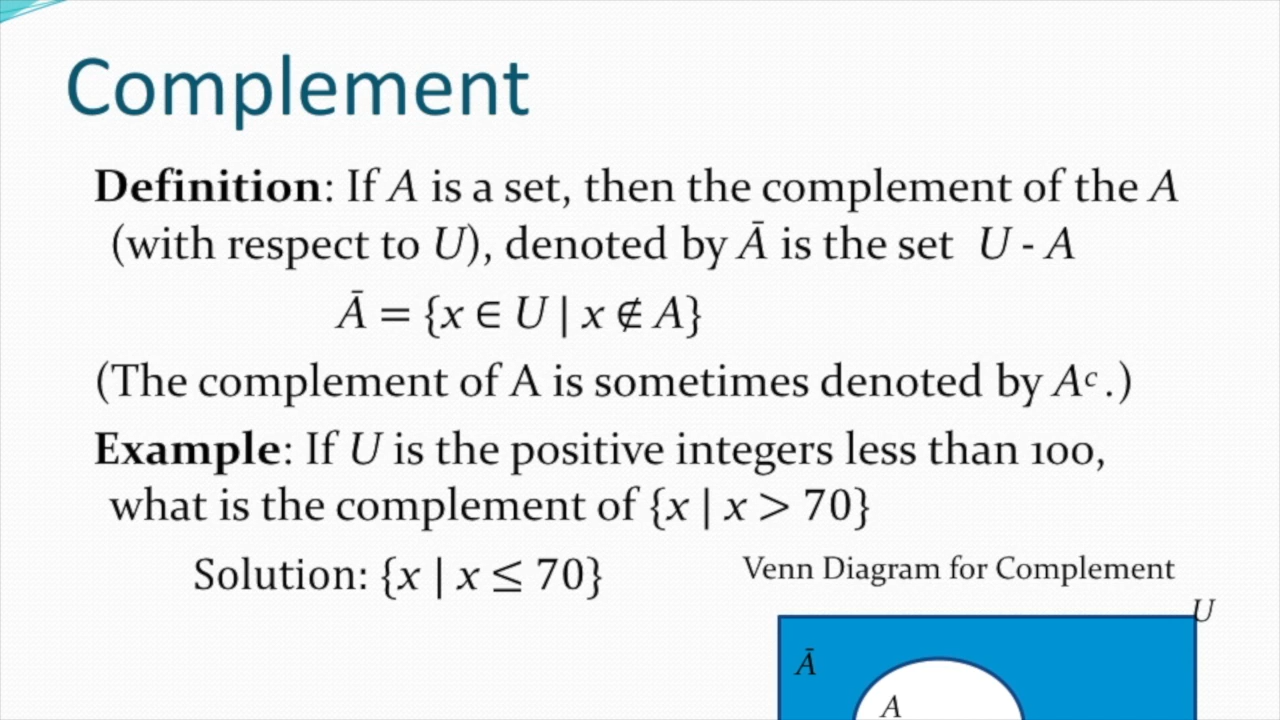 Complement
Definition: If A is a set, then the complement of the A
(with respect to U), denoted by Ā is the set U - A
Ā = {x ∈ U | x ∉ A}
(The complement of A is sometimes denoted by Aᶜ .)
Example: If U is the positive integers less than 100,
what is the complement of {x | x > 70}
Solution: {x | x ≤ 70}
Venn Diagram for Complement
U
Ā
A